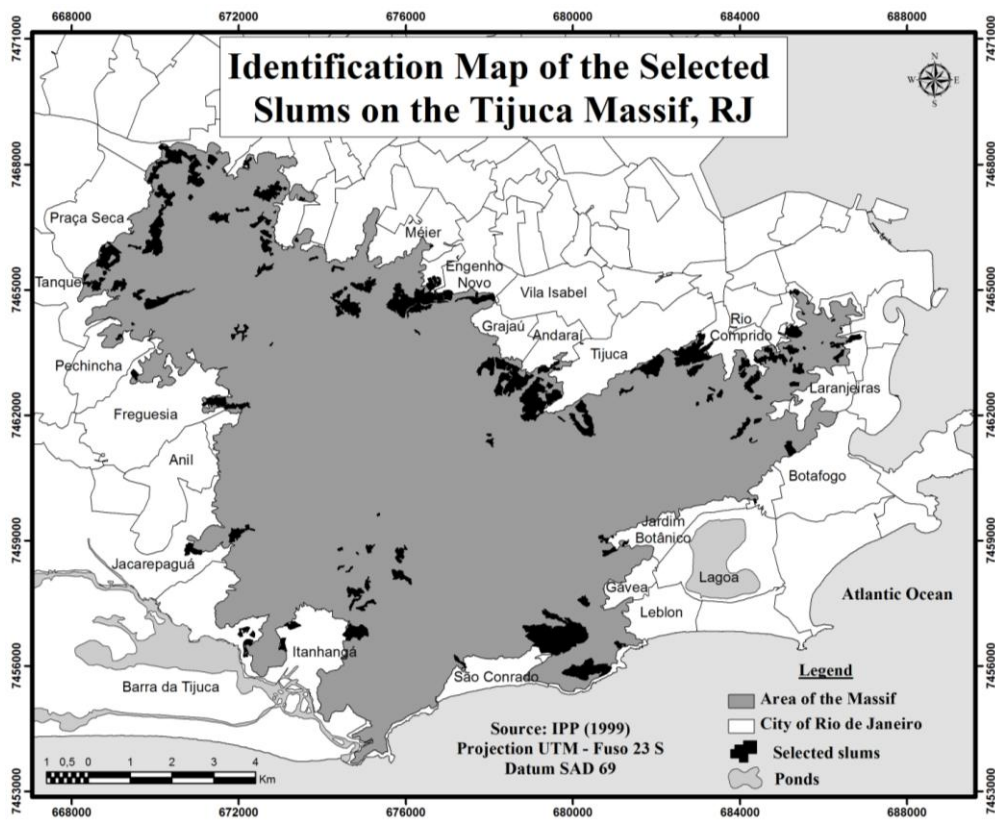 668000 672000 676000 680000 684000 688000
7471000 7471000
Identification Map of the Selected
Slums on the Tijuca Massif, RJ
N
W E
S
7468000 7468000
Praça Seca
Méier
Tanque
Engenho
Novo
7465000 7465000
Vila Isabel
Grajaú
Andaraí
Rio
Comprido
Tijuca
Pechincha
Laranjeiras
Freguesia
7462000 7462000
Anil
Botafogo
Jardim
Botânico
7459000 7459000
Jacarepaguá
Lagoa
Gávea
Atlantic Ocean
Leblon
Itanhangá
7456000 7456000
São Conrado
Barra da Tijuca
Legend
Area of the Massif
City of Rio de Janeiro
Selected slums
Ponds
Source: IPP (1999)
Projection UTM - Fuso 23 S
Datum SAD 69
1 0,5 0 1 2 3 4
Km
7453000 7453000
668000 672000 676000 680000 684000 688000